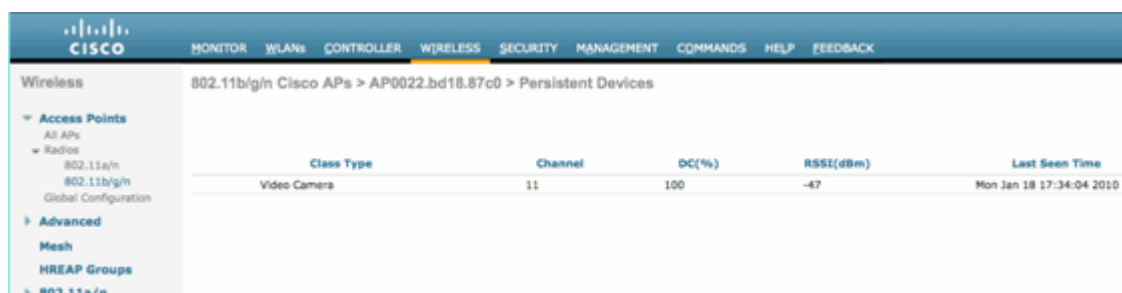 CISCO
MONITOR WLANs CONTROLLER WIRELESS SECURITY MANAGEMENT COMMANDS HELP FEEDBACK
Wireless
802.11b/g/n Cisco APs > AP0022.bd18.87c0 > Persistent Devices
Access Points
All APs
Radios
802.11a/n
802.11b/g/n
Global Configuration
Advanced
Mesh
HREAP Groups
802.11a/n
Class Type Channel DC(%) RSSI(dBm) Last Seen Time
Video Camera 11 100 -47 Mon Jan 18 17:34:04 2010